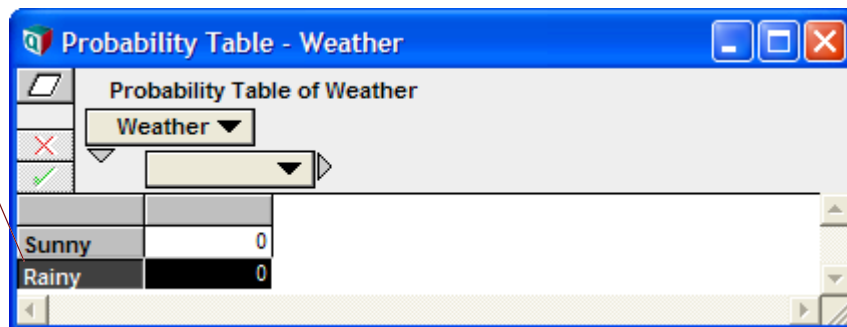 Probability Table - Weather
Probability Table of Weather
Weather
Sunny 0
Rainy 0